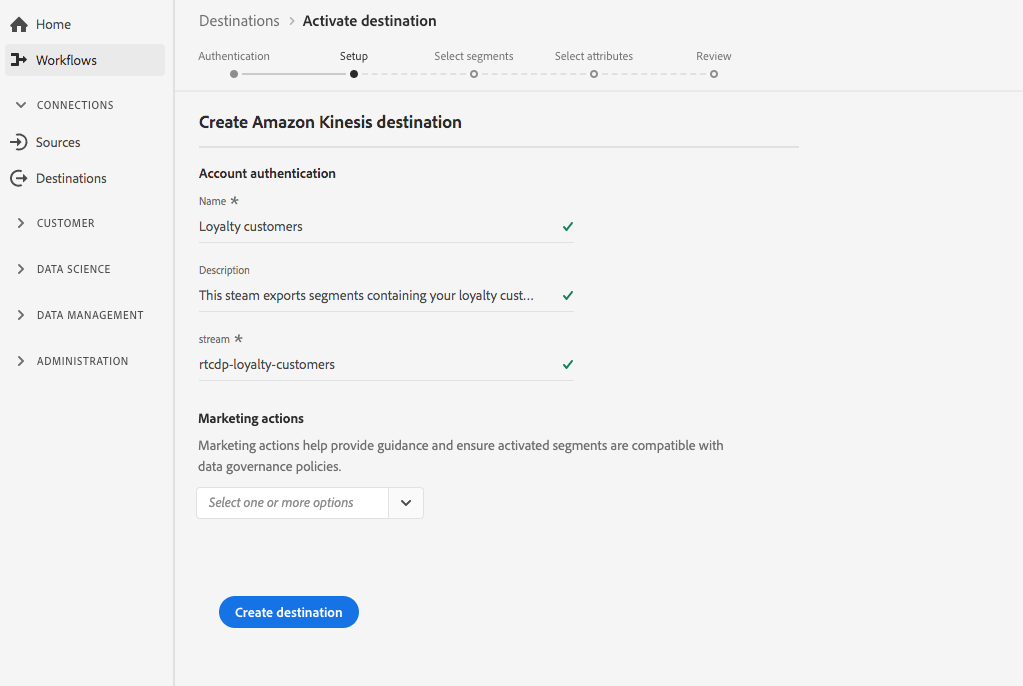 Home
Workflows
CONNECTIONS
Sources
Destinations
CUSTOMER
DATA SCIENCE
DATA MANAGEMENT
ADMINISTRATION
Destinations > Activate destination
Authentication Setup Select segments Select attributes Review
Create Amazon Kinesis destination
Account authentication
Name *
Loyalty customers
Description
This steam exports segments containing your loyalty cust...
stream *
rtcdp-loyalty-customers
Marketing actions
Marketing actions help provide guidance and ensure activated segments are compatible with
data governance policies.
Select one or more options
Create destination